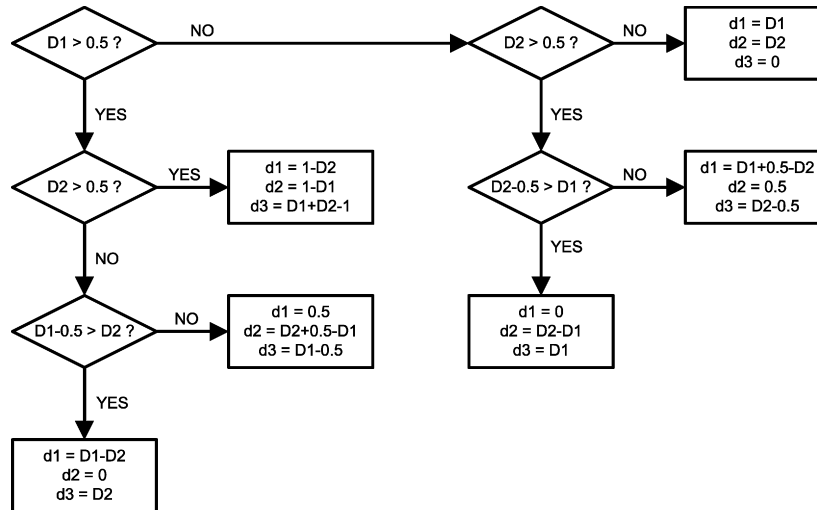 D1 > 0.5 ?
NO
D2 > 0.5 ?
NO
d1 = D1
d2 = D2
d3 = 0
YES
YES
D2 > 0.5 ?
YES
d1 = 1-D2
d2 = 1-D1
d3 = D1+D2-1
D2-0.5 > D1 ?
NO
d1 = D1+0.5-D2
d2 = 0.5
d3 = D2-0.5
NO
YES
D1-0.5 > D2 ?
NO
d1 = 0.5
d2 = D2+0.5-D1
d3 = D1-0.5
d1 = 0
d2 = D2-D1
d3 = D1
YES
d1 = D1-D2
d2 = 0
d3 = D2